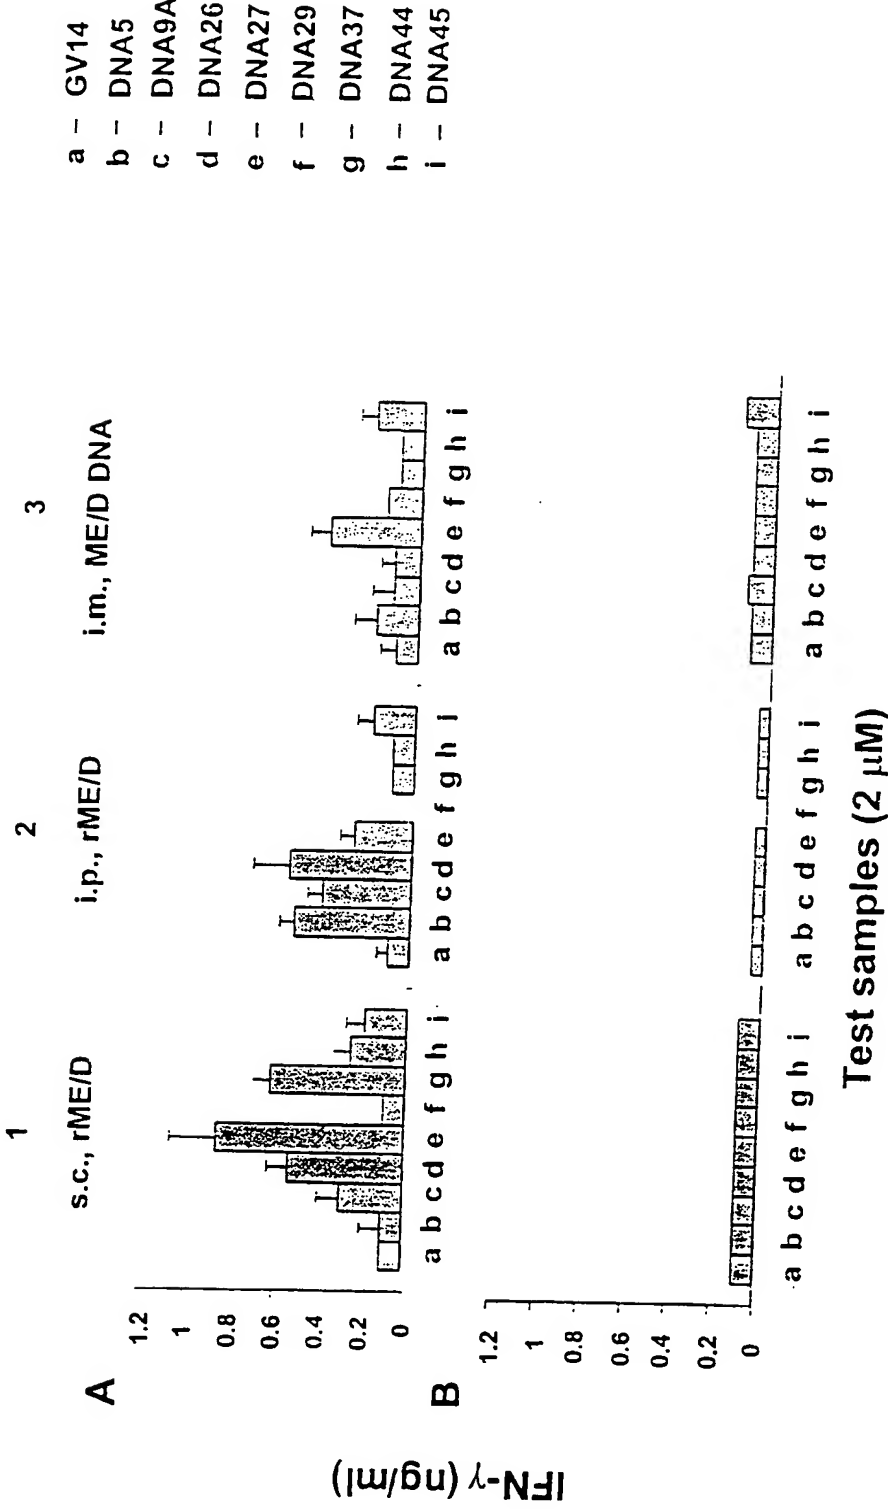 1
2
3
s.c., rME/D
i.p., rME/D
i.m., ME/D DNA
A
1.2
1
0.8
0.6
0.4
0.2
0
a b c d e f g h i
a b c d e f g h i
a b c d e f g h i
B
1.2
1
0.8
0.6
0.4
0.2
0
a b c d e f g h i
a b c d e f g h i
a b c d e f g h i
IFN-γ (ng/ml)
Test samples (2 μM)
a – GV14
b – DNA5
c – DNA9A
d – DNA26
e – DNA27
f – DNA29
g – DNA37
h – DNA44
i – DNA45